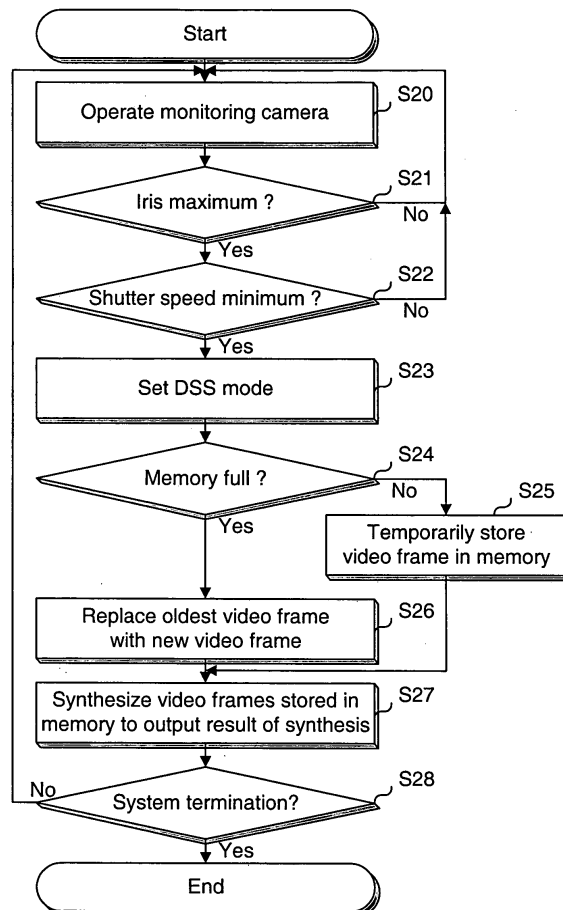 Start
Operate monitoring camera
S20
Iris maximum ?
S21
No
Yes
Shutter speed minimum ?
S22
No
Yes
Set DSS mode
S23
Memory full ?
S24
No
Yes
S25
Temporarily store
video frame in memory
Replace oldest video frame
with new video frame
S26
Synthesize video frames stored in
memory to output result of synthesis
S27
No
System termination?
S28
Yes
End